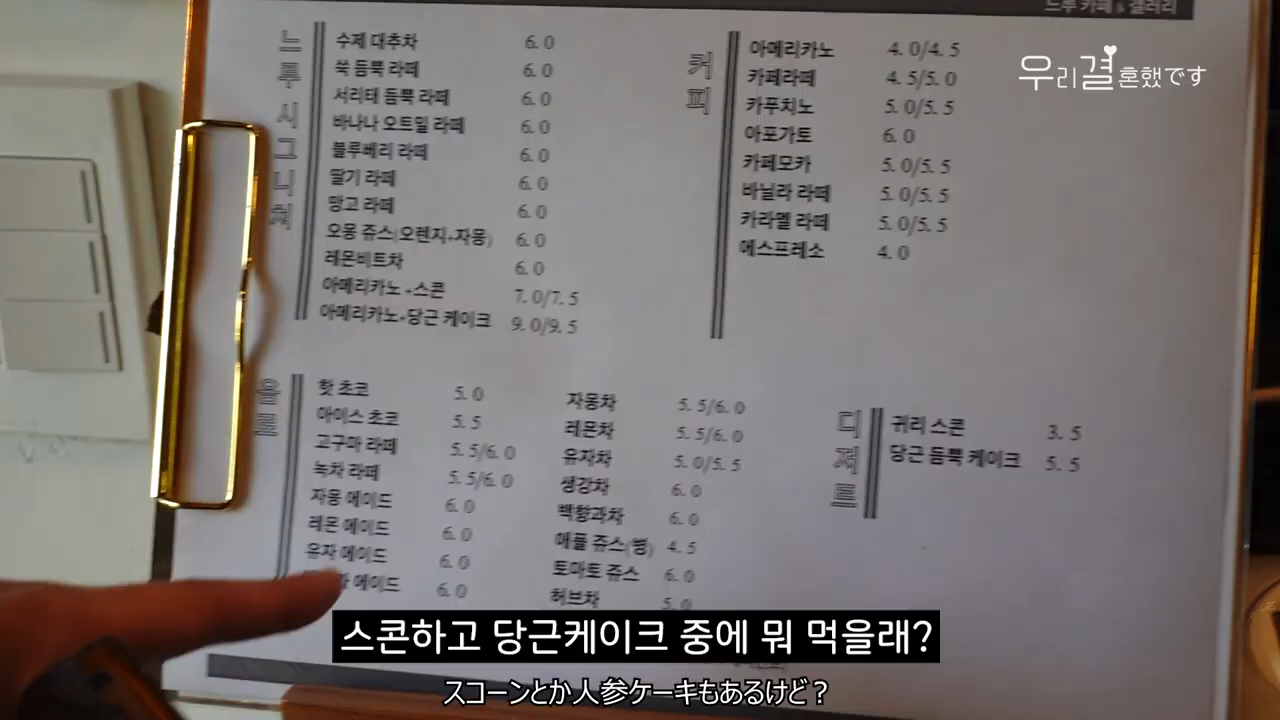 느루 카페 & 갤러리
우리결혼했です
느루 시그니처
수제 대추차 6.0
쑥 듬뿍 라떼 6.0
서리태 듬뿍 라떼 6.0
바나나 오트밀 라떼 6.0
블루베리 라떼 6.0
딸기 라떼 6.0
망고 라떼 6.0
오몽 쥬스(오렌지+자몽) 6.0
레몬비트차 6.0
아메리카노+스콘 7.0/7.5
아메리카노+당근 케이크 9.0/9.5
커피
아메리카노 4.0/4.5
카페라떼 4.5/5.0
카푸치노 5.0/5.5
아포가토 6.0
카페모카 5.0/5.5
바닐라 라떼 5.0/5.5
카라멜 라떼 5.0/5.5
에스프레소 4.0
음료
핫 초코 5.0
아이스 초코 5.5
고구마 라떼 5.5/6.0
녹차 라떼 5.5/6.0
자몽 에이드 6.0
레몬 에이드 6.0
유자 에이드 6.0
에이드 6.0
자몽차 5.5/6.0
레몬차 5.5/6.0
유자차 5.0/5.5
생강차 6.0
백향과차 6.0
애플 쥬스(병) 4.5
토마토 쥬스 6.0
허브차 5.0
디저트
귀리 스콘 3.5
당근 듬뿍 케이크 5.5
스콘하고 당근케이크 중에 뭐 먹을래?
スコーンとか人参ケーキもあるけど？